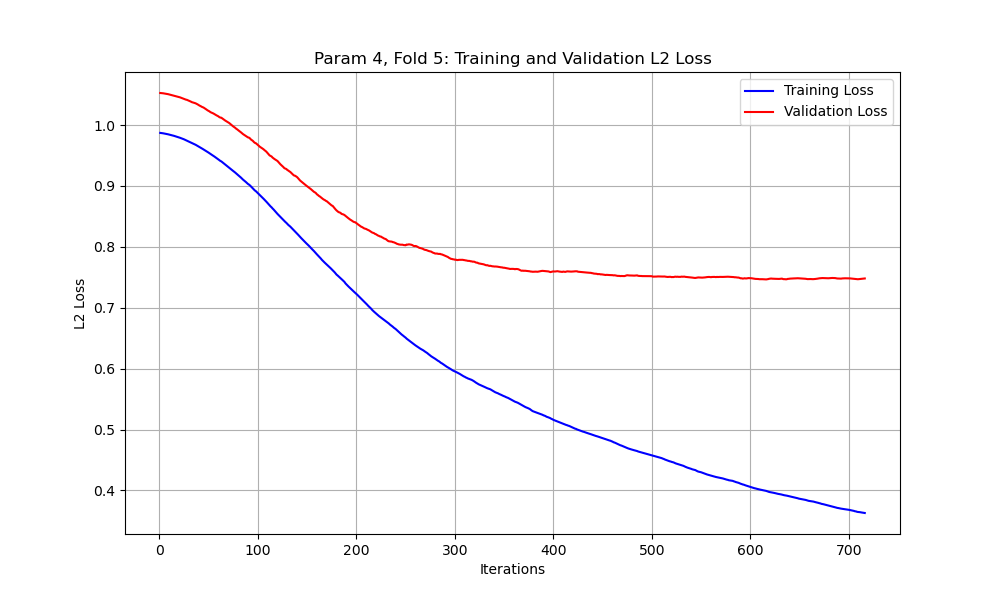 Param 4, Fold 5: Training and Validation L2 Loss
Training Loss
Validation Loss
1.0
0.9
0.8
0.7
0.6
0.5
0.4
L2 Loss
0 100 200 300 400 500 600 700
Iterations